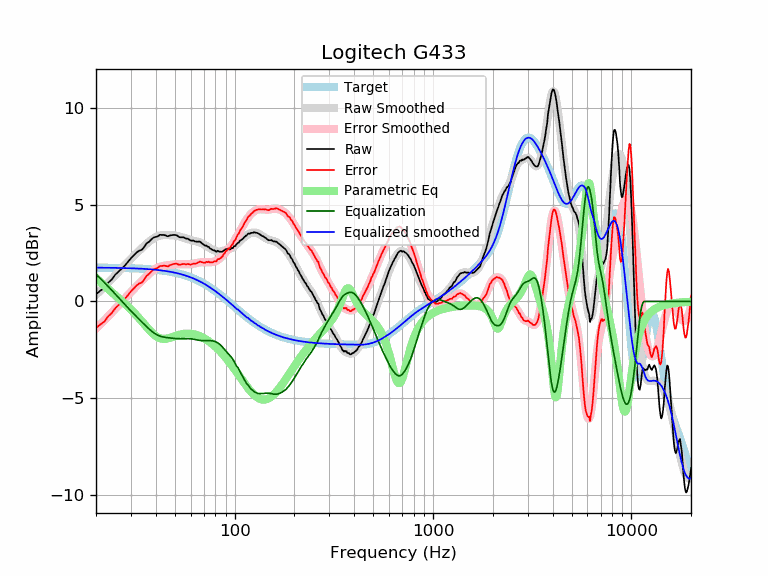 Logitech G433
Target
Raw Smoothed
Error Smoothed
Raw
Error
Parametric Eq
Equalization
Equalized smoothed
10
5
0
−5
−10
Amplitude (dBr)
100
1000
10000
Frequency (Hz)